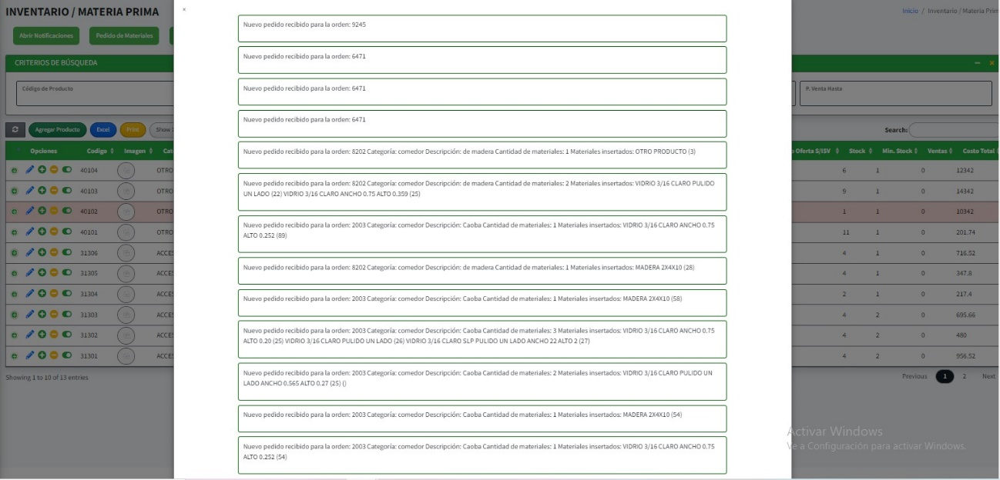 INVENTARIO / MATERIA PRIMA
Inicio / Inventario / Materia Prim
Abrir Notificaciones
Pedido de Materiales
CRITERIOS DE BÚSQUEDA
Código de Producto
P. Venta Hasta
Agregar Producto
Excel
Print
Show
Search:
Opciones Codigo Imagen Cat
Oferta S/ISV Stock Min. Stock Ventas Costo Total
40104 OTRO 6 1 0 12342
40103 OTRO 9 1 0 14342
40102 OTRO 1 1 0 10342
40101 OTRO 11 1 0 201.74
31306 ACCES 4 1 0 716.52
31305 ACCES 4 1 0 347.8
31304 ACCES 2 1 0 217.4
31303 ACCES 4 2 0 695.66
31302 ACCES 4 2 0 480
31301 ACCES 4 2 0 956.52
Showing 1 to 10 of 13 entries
Previous 1 2 Next
×
Nuevo pedido recibido para la orden: 9245
Nuevo pedido recibido para la orden: 6471
Nuevo pedido recibido para la orden: 6471
Nuevo pedido recibido para la orden: 6471
Nuevo pedido recibido para la orden: 8202 Categoría: comedor Descripción: de madera Cantidad de materiales: 1 Materiales insertados: OTRO PRODUCTO (3)
Nuevo pedido recibido para la orden: 8202 Categoría: comedor Descripción: de madera Cantidad de materiales: 2 Materiales insertados: VIDRIO 3/16 CLARO PULIDO
UN LADO (22) VIDRIO 3/16 CLARO ANCHO 0.75 ALTO 0.359 (25)
Nuevo pedido recibido para la orden: 2003 Categoría: comedor Descripción: Caoba Cantidad de materiales: 1 Materiales insertados: VIDRIO 3/16 CLARO ANCHO 0.75
ALTO 0.252 (89)
Nuevo pedido recibido para la orden: 8202 Categoría: comedor Descripción: de madera Cantidad de materiales: 1 Materiales insertados: MADERA 2X4X10 (28)
Nuevo pedido recibido para la orden: 2003 Categoría: comedor Descripción: Caoba Cantidad de materiales: 1 Materiales insertados: MADERA 2X4X10 (58)
Nuevo pedido recibido para la orden: 2003 Categoría: comedor Descripción: Caoba Cantidad de materiales: 3 Materiales insertados: VIDRIO 3/16 CLARO ANCHO 0.75
ALTO 0.20 (25) VIDRIO 3/16 CLARO PULIDO UN LADO (26) VIDRIO 3/16 CLARO SLP PULIDO UN LADO ANCHO 22 ALTO 2 (27)
Nuevo pedido recibido para la orden: 2003 Categoría: comedor Descripción: Caoba Cantidad de materiales: 2 Materiales insertados: VIDRIO 3/16 CLARO PULIDO UN
LADO ANCHO 0.565 ALTO 0.27 (25) ()
Nuevo pedido recibido para la orden: 2003 Categoría: comedor Descripción: Caoba Cantidad de materiales: 1 Materiales insertados: MADERA 2X4X10 (54)
Nuevo pedido recibido para la orden: 2003 Categoría: comedor Descripción: Caoba Cantidad de materiales: 1 Materiales insertados: VIDRIO 3/16 CLARO ANCHO 0.75
ALTO 0.252 (54)
Activar Windows
Ve a Configuración para activar Windows.